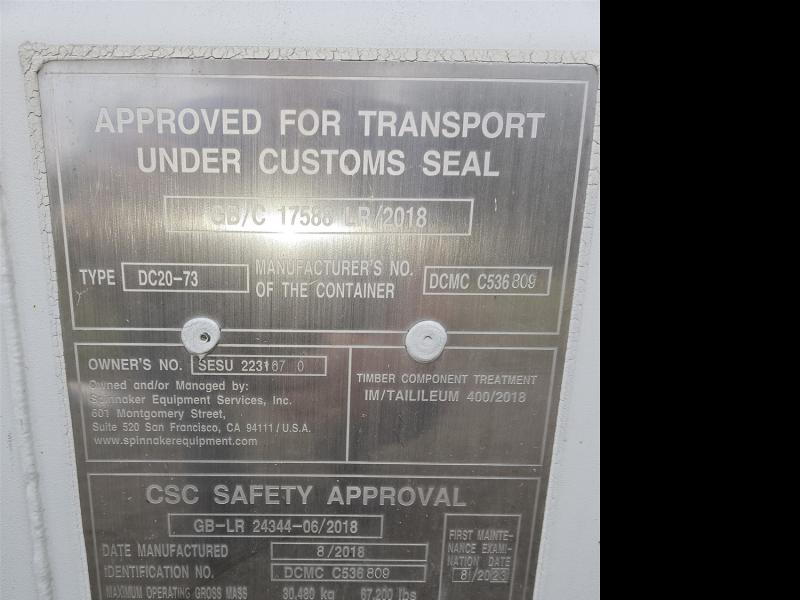 APPROVED FOR TRANSPORT
UNDER CUSTOMS SEAL
GB/C 17588 LR/2018
TYPE DC20-73
MANUFACTURER'S NO.
OF THE CONTAINER
DCMC C536809
OWNER'S NO. SESU 223167 0
Owned and/or Managed by:
Spinnaker Equipment Services, Inc.
601 Montgomery Street,
Suite 520 San Francisco, CA 94111/U.S.A.
www.spinnakerequipment.com
TIMBER COMPONENT TREATMENT
IM/TAILILEUM 400/2018
CSC SAFETY APPROVAL
GB-LR 24344-06/2018
DATE MANUFACTURED 8/2018
IDENTIFICATION NO. DCMC C536809
MAXIMUM OPERATING GROSS MASS 30,480 kg 67,200 lbs
FIRST MAINTE-
NANCE EXAMI-
NATION DATE
8/2023